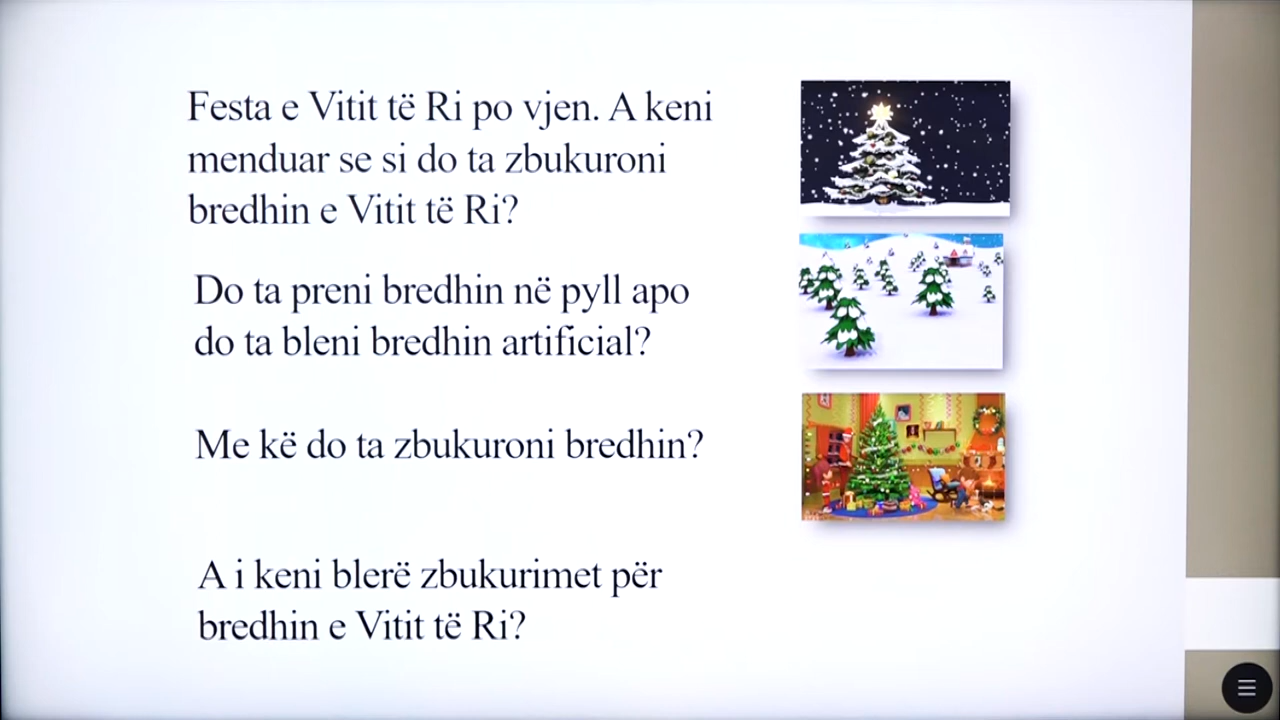 Festa e Vitit të Ri po vjen. A keni
menduar se si do ta zbukuroni
bredhin e Vitit të Ri?
Do ta preni bredhin në pyll apo
do ta bleni bredhin artificial?
Me kë do ta zbukuroni bredhin?
A i keni blerë zbukurimet për
bredhin e Vitit të Ri?